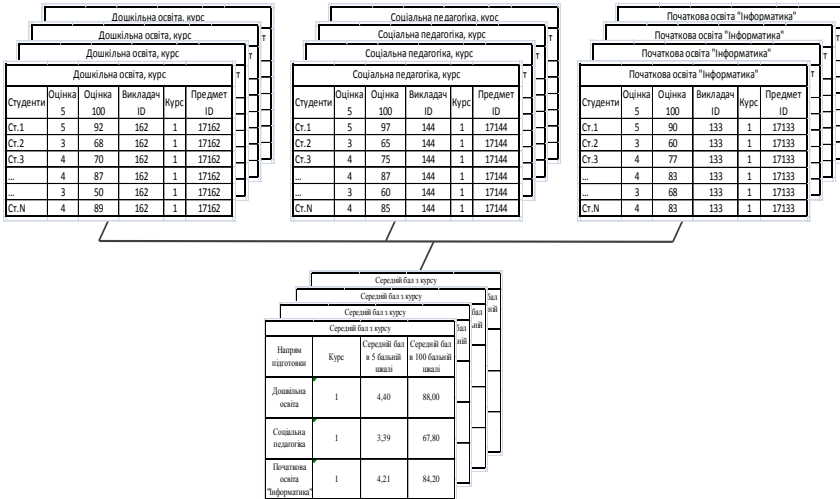 Дошкільна освіта, курс
Дошкільна освіта, курс
Дошкільна освіта, курс
т
Дошкільна освіта, курс
т
Студенти Оцінка 5 Оцінка 100 Викладач ID Курс Предмет ID
Ст.1 5 92 162 1 17162
Ст.2 3 68 162 1 17162
Ст.3 4 70 162 1 17162
... 4 87 162 1 17162
... 3 50 162 1 17162
Ст.N 4 89 162 1 17162
Соціальна педагогіка, курс
Соціальна педагогіка, курс
т
Соціальна педагогіка, курс
т
Соціальна педагогіка, курс
т
Студенти Оцінка 5 Оцінка 100 Викладач ID Курс Предмет ID
Ст.1 5 97 144 1 17144
Ст.2 3 65 144 1 17144
Ст.3 4 75 144 1 17144
... 4 87 144 1 17144
... 3 60 144 1 17144
Ст.N 4 85 144 1 17144
Початкова освіта "Інформатика"
Початкова освіта "Інформатика"
т
Початкова освіта "Інформатика"
т
Початкова освіта "Інформатика"
т
Студенти Оцінка 5 Оцінка 100 Викладач ID Курс Предмет ID
Ст.1 5 90 133 1 17133
Ст.2 3 60 133 1 17133
Ст.3 4 77 133 1 17133
... 4 83 133 1 17133
... 3 68 133 1 17133
Ст.N 4 83 133 1 17133
Середній бал з курсу
Середній бал з курсу
Середній бал з курсу
Середній бал з курсу
Напрям підготовки Курс Середній бал в 5 бальній шкалі Середній бал в 100 бальній шкалі
Дошкільна освіта 1 4,40 88,00
Соціальна педагогіка 1 3,39 67,80
Початкова освіта "Інформатика" 1 4,21 84,20